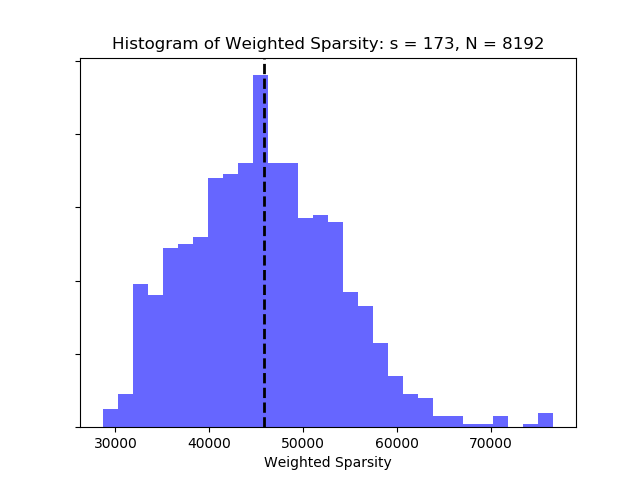 Histogram of Weighted Sparsity: s = 173, N = 8192
30000 40000 50000 60000 70000
Weighted Sparsity